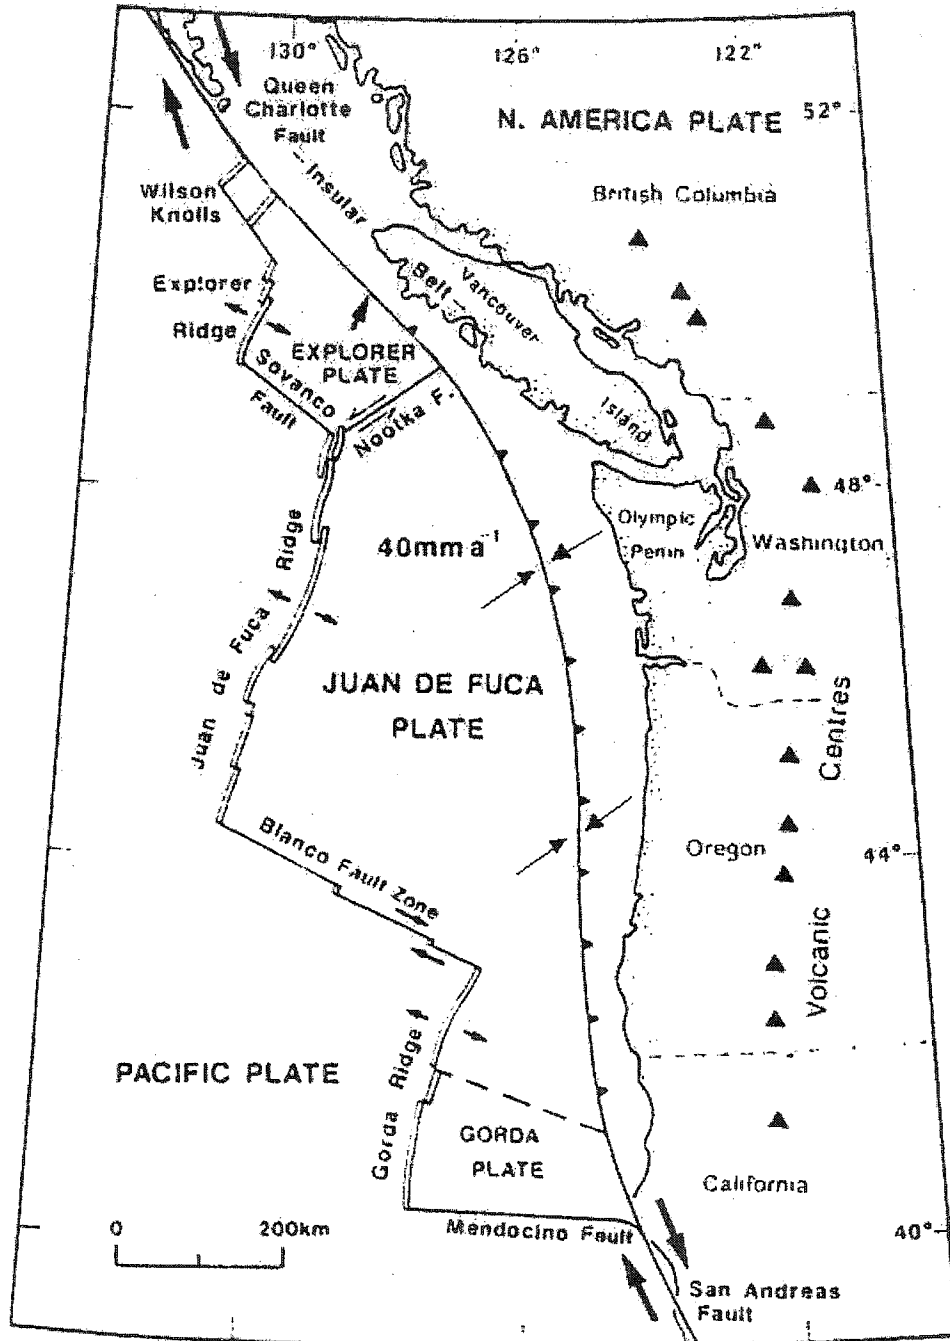 130°
126°
122°
Queen
Charlotte
Fault
N. AMERICA PLATE
52°
Insular
Belt
British Columbia
Wilson
Knolls
Explorer
Ridge
Vancouver
Island
EXPLORER
PLATE
Sovanco
Fault
Nootka F.
48°
Olympic
Penin
Washington
40mm a⁻¹
Juan de Fuca Ridge
JUAN DE FUCA
PLATE
Volcanic Centres
Blanco Fault Zone
Oregon
44°
PACIFIC PLATE
Gorda Ridge
GORDA
PLATE
California
0 200km
Mendocino Fault
40°
San Andreas
Fault